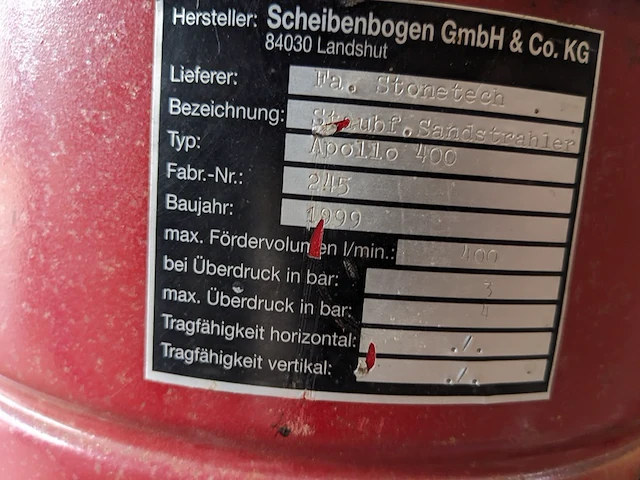 Hersteller: Scheibenbogen GmbH & Co. KG
84030 Landshut
Lieferer: Fa. Stonetech
Bezeichnung: Staubf.Sandstrahler
Typ: Apollo 400
Fabr.-Nr.: 245
Baujahr: 1999
max. Fördervolumen l/min.: 400
bei Überdruck in bar: 3
max. Überdruck in bar: 4
Tragfähigkeit horizontal: ./.
Tragfähigkeit vertikal: ./.